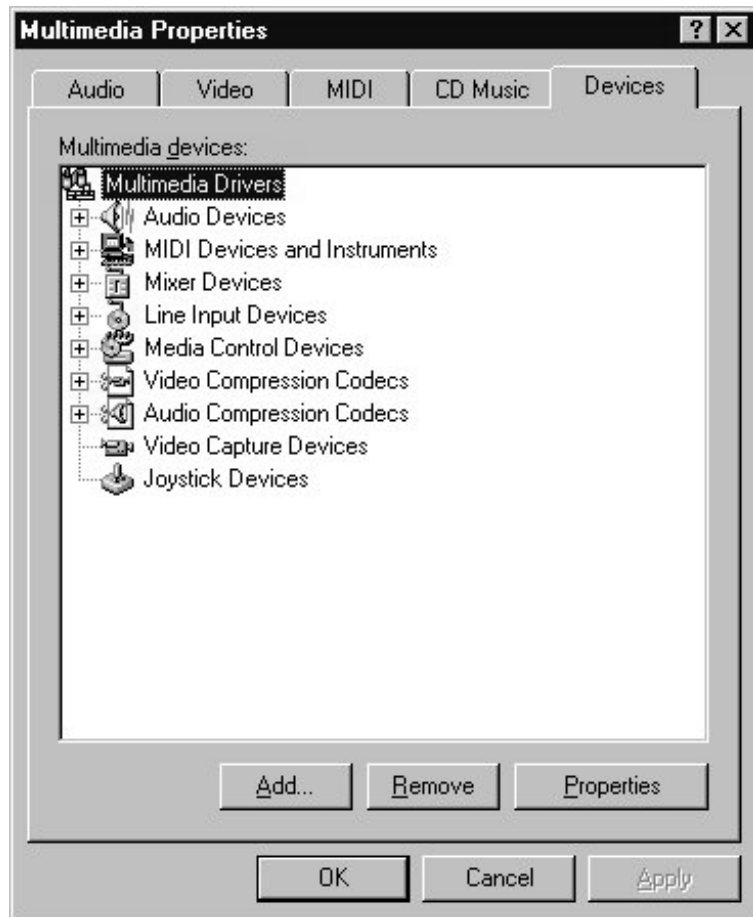 Multimedia Properties
Audio Video MIDI CD Music Devices
Multimedia devices:
Multimedia Drivers
Audio Devices
MIDI Devices and Instruments
Mixer Devices
Line Input Devices
Media Control Devices
Video Compression Codecs
Audio Compression Codecs
Video Capture Devices
Joystick Devices
Add... Remove Properties
OK Cancel Apply